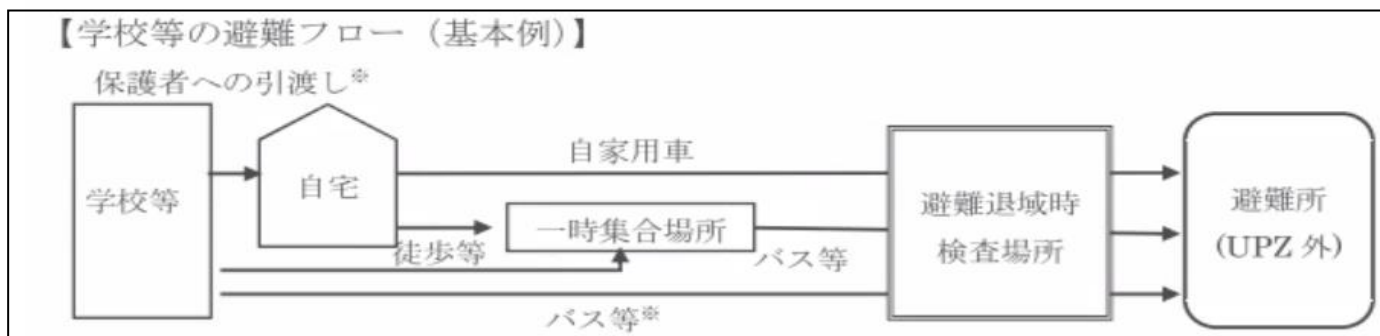 【学校等の避難フロー（基本例）】
保護者への引渡し※
学校等
自宅
自家用車
徒歩等
一時集合場所
バス等
バス等※
避難退域時
検査場所
避難所
(UPZ 外)